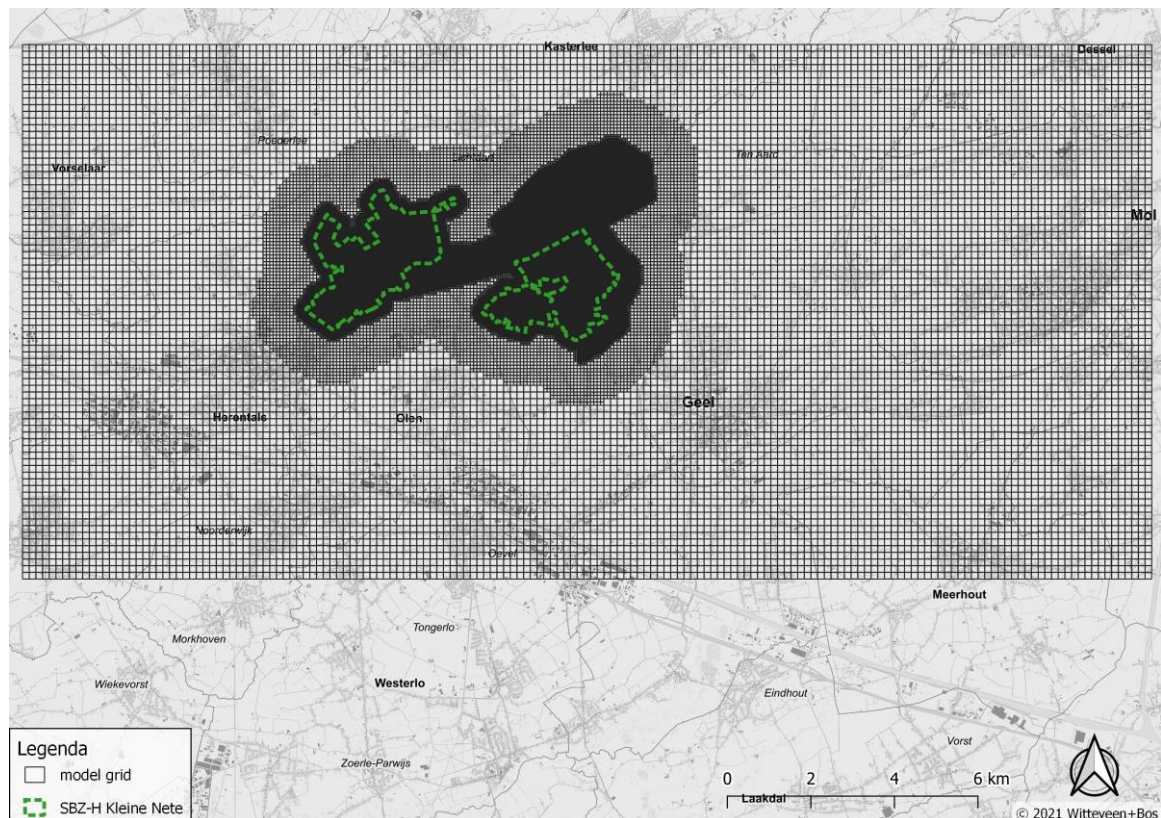 Kasterlee
Dessel
Poederlee
Lichtaart
Ten Aard
Vorselaar
Mol
Geel
Herentals
Olen
Noorderwijk
Oevel
Meerhout
Morkhoven
Tongerlo
Wiekevorst
Westerlo
Eindhout
Vorst
Zoerle-Parwijs
Laakdal
Legenda
model grid
SBZ-H Kleine Nete
0 2 4 6 km
© 2021 Witteveen+Bos